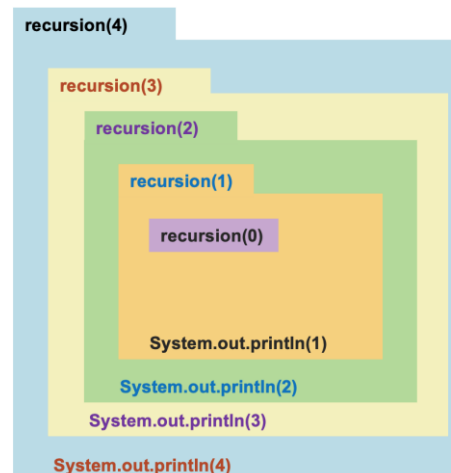 recursion(4)
recursion(3)
recursion(2)
recursion(1)
recursion(0)
System.out.println(1)
System.out.println(2)
System.out.println(3)
System.out.println(4)